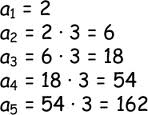 a₁ = 2
a₂ = 2 · 3 = 6
a₃ = 6 · 3 = 18
a₄ = 18 · 3 = 54
a₅ = 54 · 3 = 162